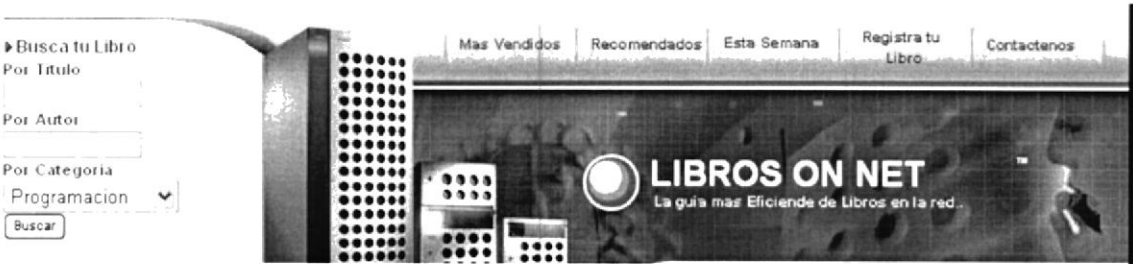 Busca tu Libro
Por Titulo
Por Autor
Por Categoria
Programacion
Buscar
Mas Vendidos
Recomendados
Esta Semana
Registra tu
Libro
Contactenos
LIBROS ON NET
TM
La guia mas Eficiende de Libros en la red..